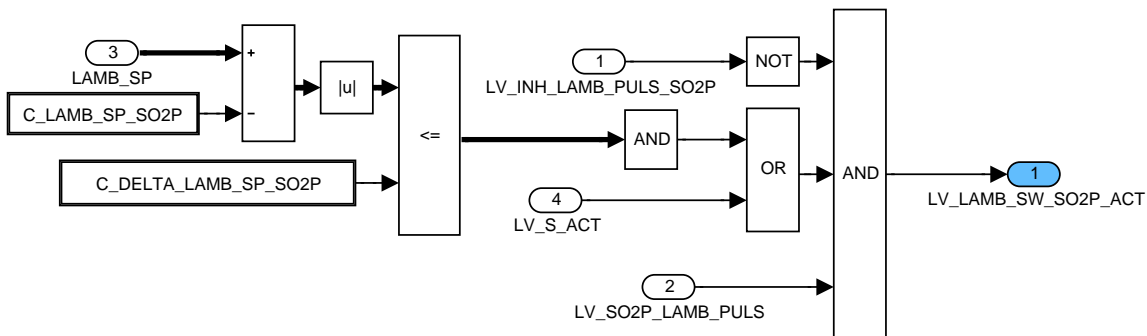 3
LAMB_SP
+
−
C_LAMB_SP_SO2P
|u|
C_DELTA_LAMB_SP_SO2P
<=
1
LV_INH_LAMB_PULS_SO2P
NOT
AND
4
LV_S_ACT
OR
2
LV_SO2P_LAMB_PULS
AND
1
LV_LAMB_SW_SO2P_ACT